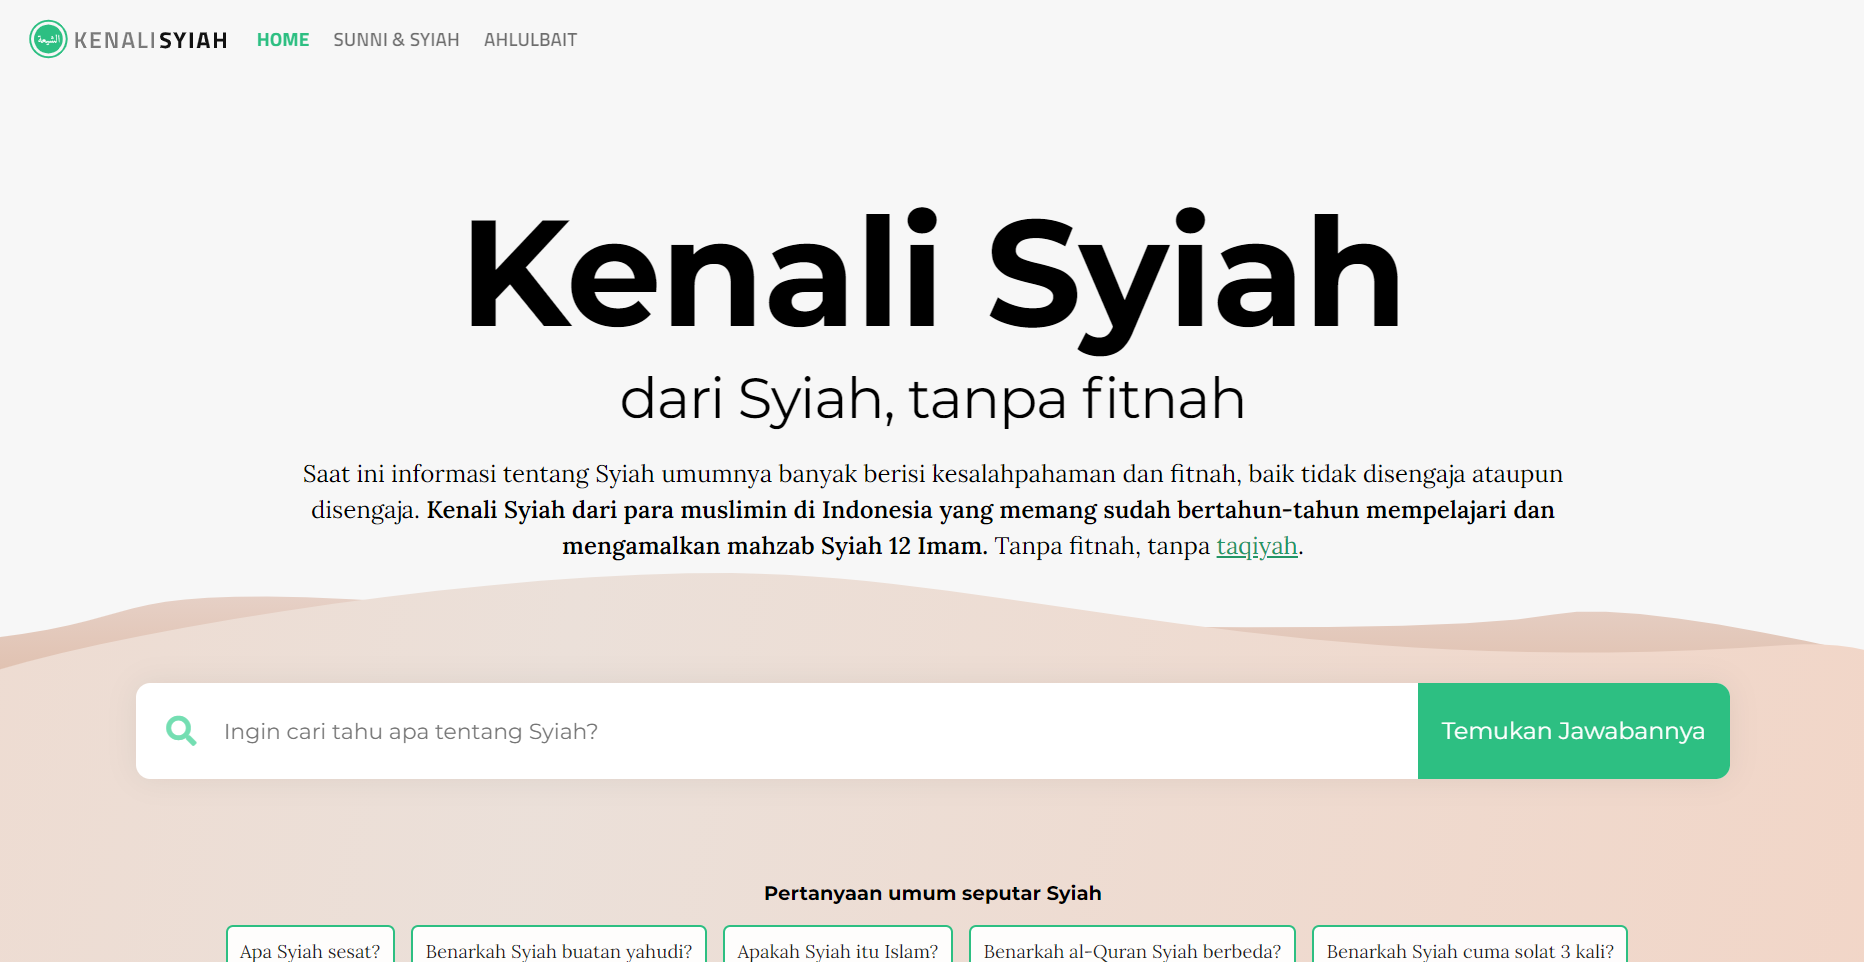 الشيعة KENALISYIAH HOME SUNNI & SYIAH AHLULBAIT
Kenali Syiah
dari Syiah, tanpa fitnah
Saat ini informasi tentang Syiah umumnya banyak berisi kesalahpahaman dan fitnah, baik tidak disengaja ataupun
disengaja. Kenali Syiah dari para muslimin di Indonesia yang memang sudah bertahun-tahun mempelajari dan
mengamalkan mahzab Syiah 12 Imam. Tanpa fitnah, tanpa taqiyah.
Ingin cari tahu apa tentang Syiah? Temukan Jawabannya
Pertanyaan umum seputar Syiah
Apa Syiah sesat? Benarkah Syiah buatan yahudi? Apakah Syiah itu Islam? Benarkah al-Quran Syiah berbeda? Benarkah Syiah cuma solat 3 kali?